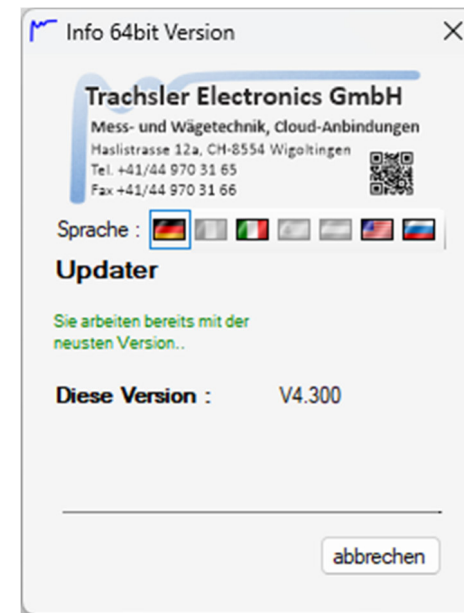 Info 64bit Version
Trachsler Electronics GmbH
Mess- und Wägetechnik, Cloud-Anbindungen
Haslistrasse 12a, CH-8554 Wigoltingen
Tel. +41/44 970 31 65
Fax +41/44 970 31 66
Sprache :
Updater
Sie arbeiten bereits mit der
neusten Version..
Diese Version : V4.300
abbrechen